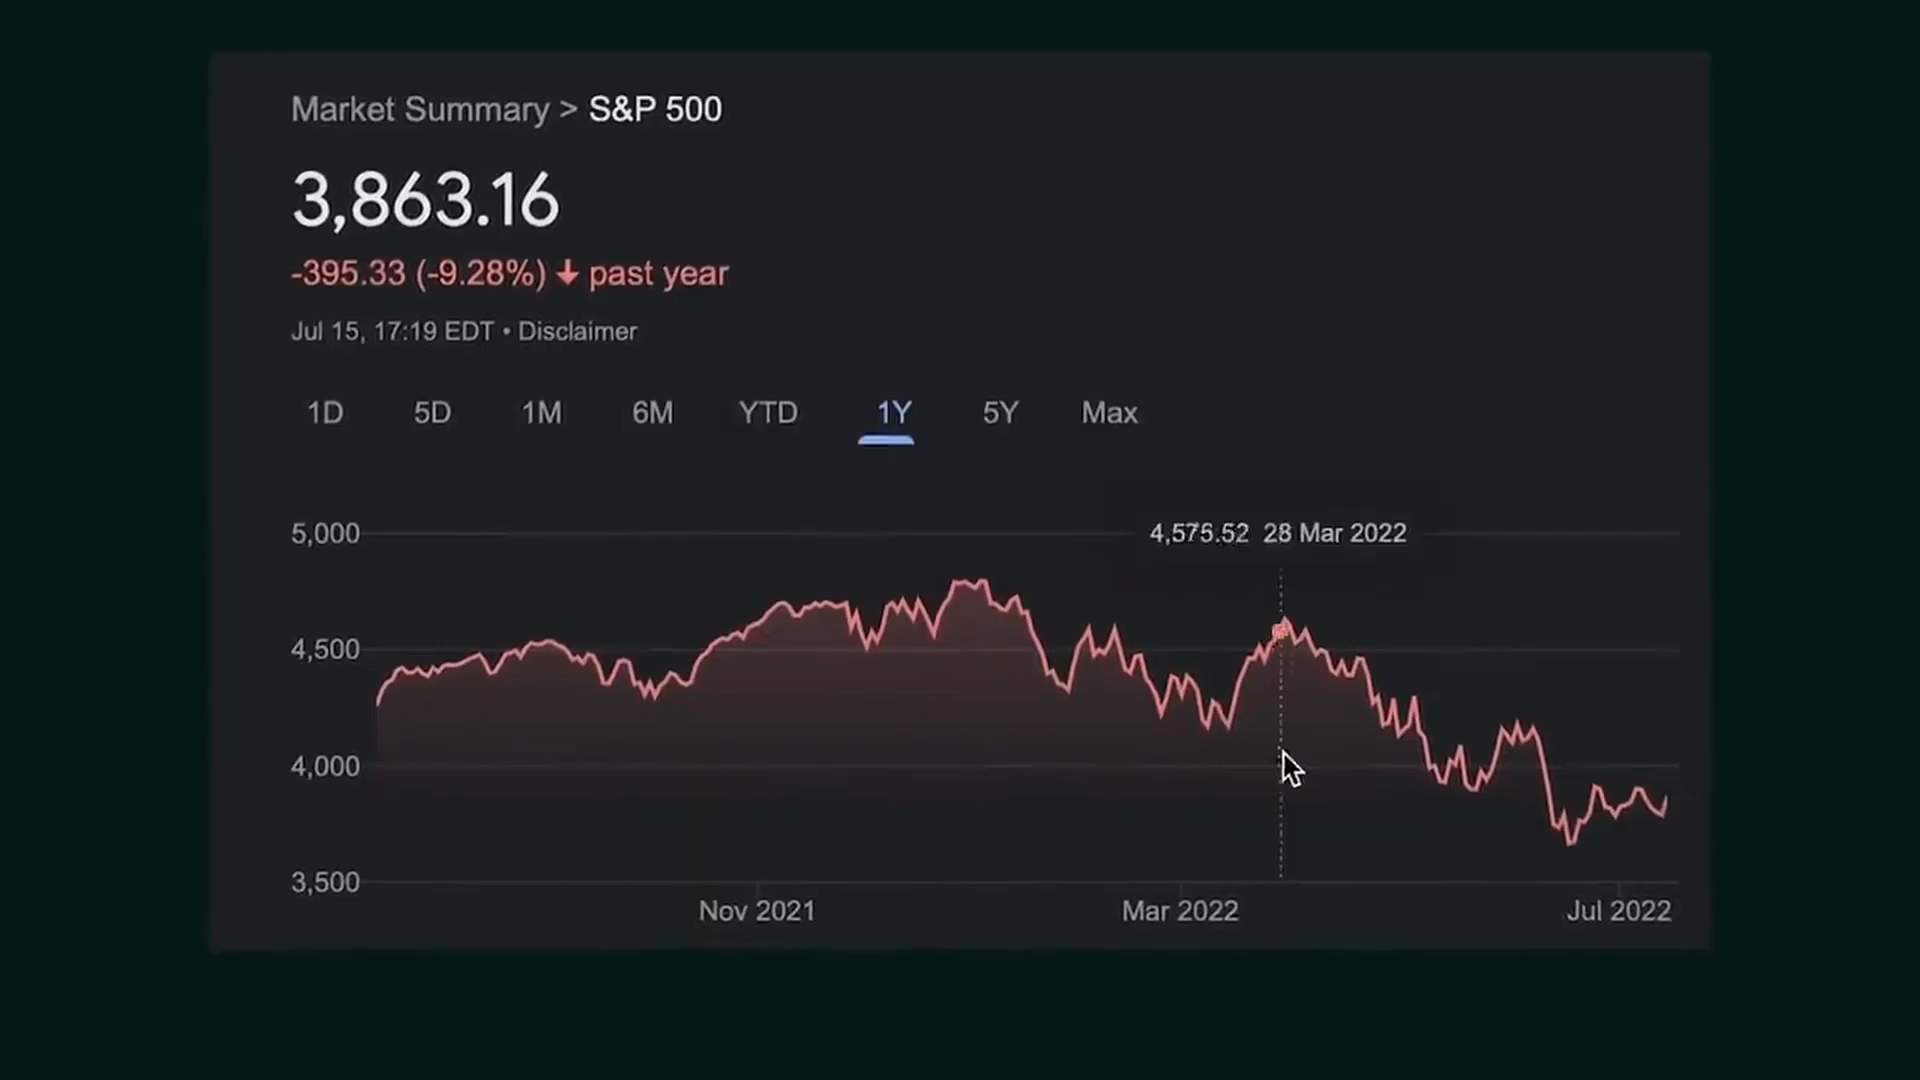 Market Summary > S&P 500
3,863.16
-395.33 (-9.28%) ↓ past year
Jul 15, 17:19 EDT • Disclaimer
1D 5D 1M 6M YTD 1Y 5Y Max
4,575.52 28 Mar 2022
5,000
4,500
4,000
3,500
Nov 2021 Mar 2022 Jul 2022